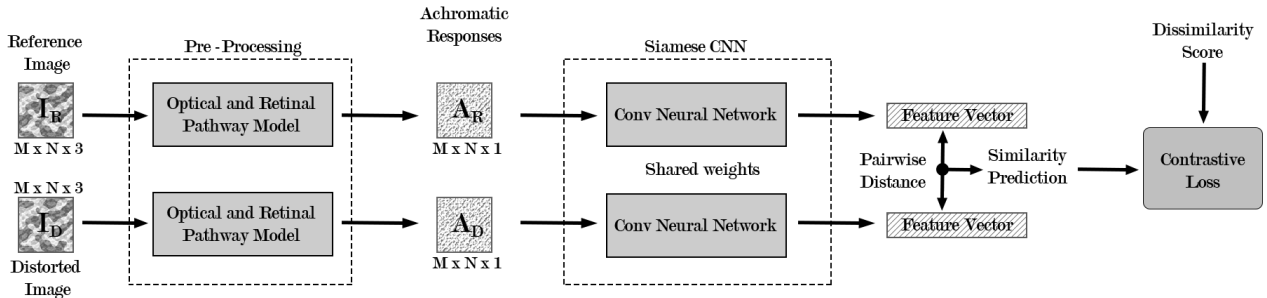 Reference
Image
I_R
M x N x 3
Pre - Processing
Optical and Retinal
Pathway Model
Achromatic
Responses
A_R
M x N x 1
Siamese CNN
Conv Neural Network
Feature Vector
Dissimilarity
Score
Shared weights
Pairwise
Distance
Similarity
Prediction
Contrastive
Loss
M x N x 3
I_D
Distorted
Image
Optical and Retinal
Pathway Model
A_D
M x N x 1
Conv Neural Network
Feature Vector